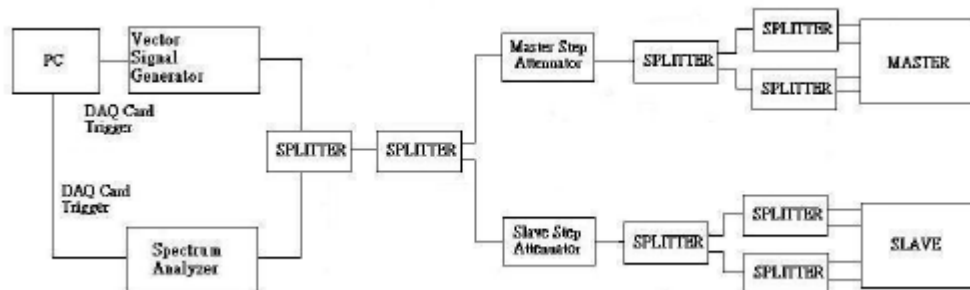 PC
Vector
Signal
Generator
DAQ Card
Trigger
DAQ Card
Trigger
Spectrum
Analyzer
SPLITTER
SPLITTER
Master Step
Attenuator
SPLITTER
SPLITTER
SPLITTER
MASTER
Slave Step
Attenuator
SPLITTER
SPLITTER
SPLITTER
SLAVE